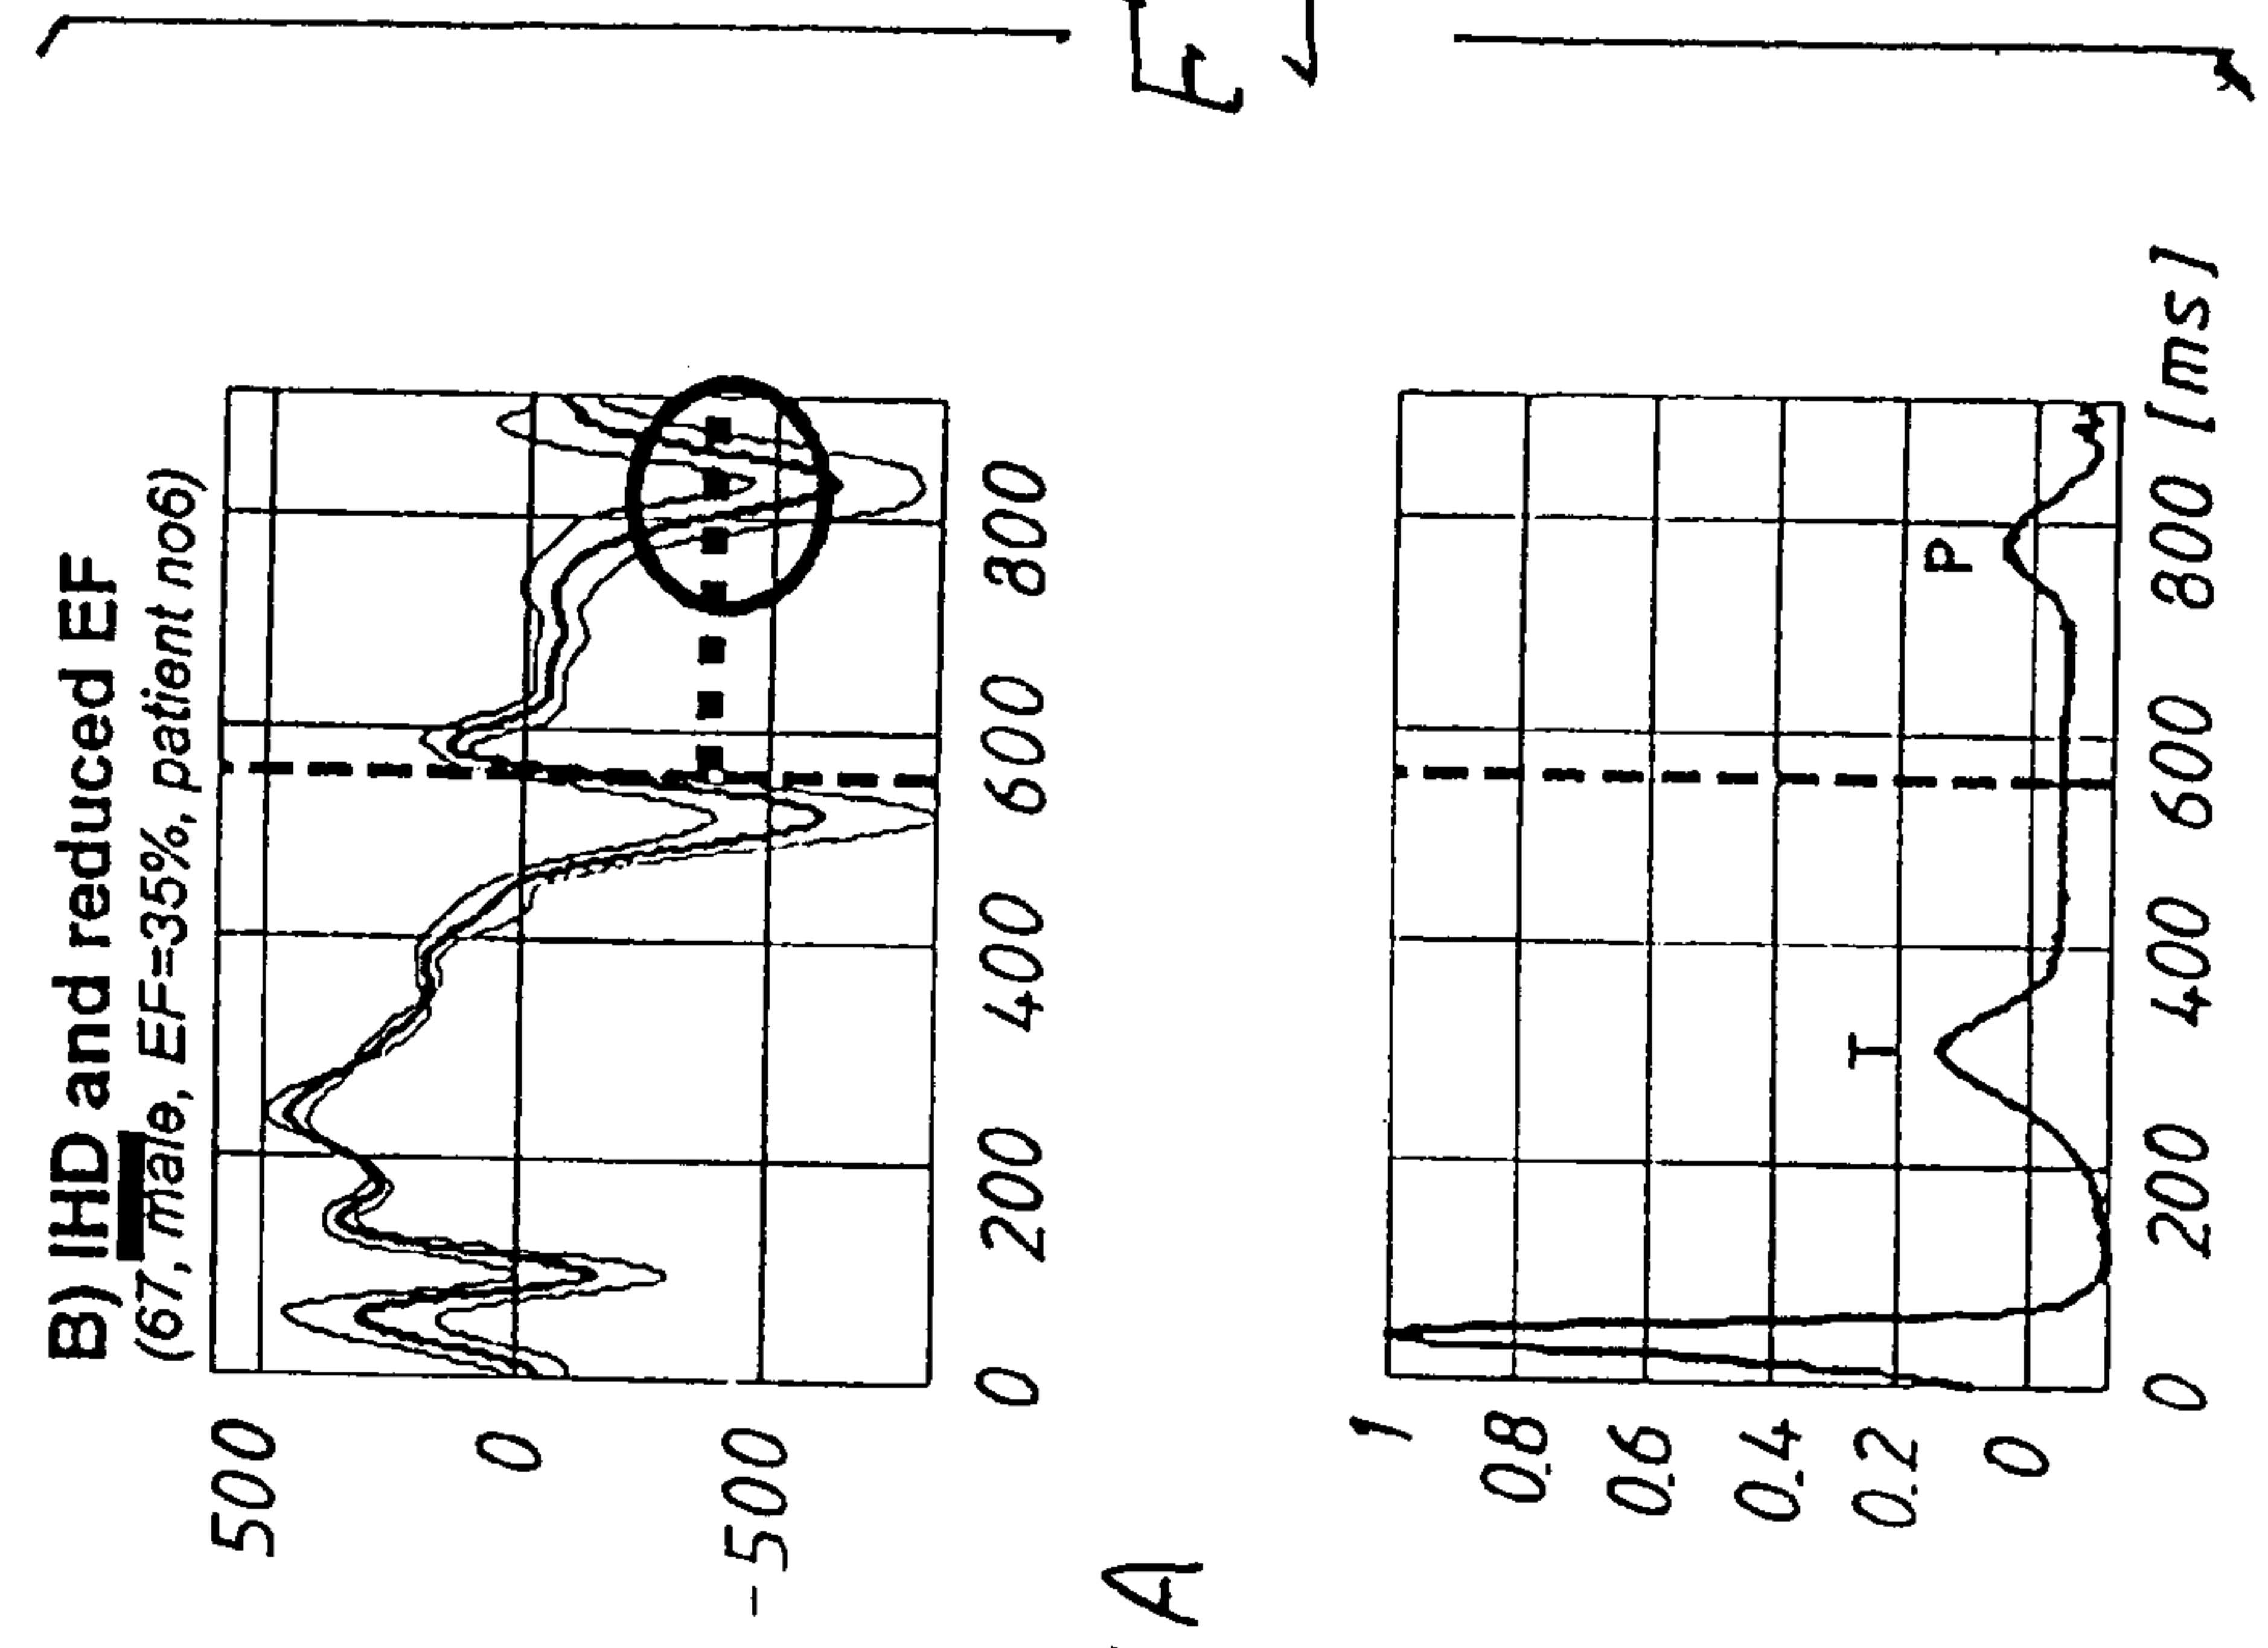 B) IHD and reduced EF
(67, male, EF=35%, patient no6)
500
0
-500
0 200 400 600 800
1
0.8
0.6
0.4
0.2
0
T
P
0 200 400 600 800 [ms]